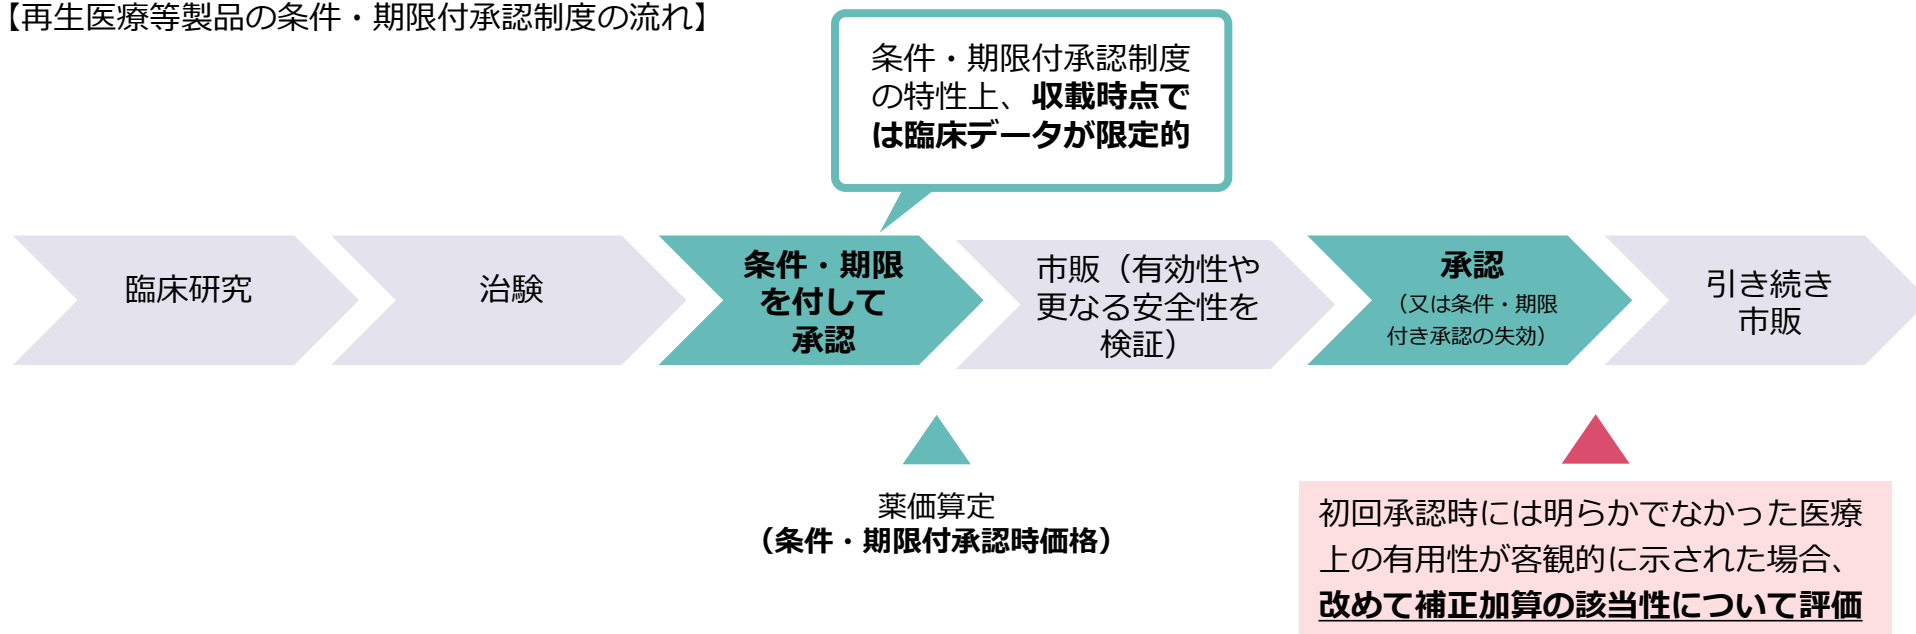 【再生医療等製品の条件・期限付承認制度の流れ】
条件・期限付承認制度
の特性上、収載時点で
は臨床データが限定的
臨床研究
治験
条件・期限
を付して
承認
市販（有効性や
更なる安全性を
検証）
承認
（又は条件・期限
付き承認の失効）
引き続き
市販
薬価算定
（条件・期限付承認時価格）
初回承認時には明らかでなかった医療
上の有用性が客観的に示された場合、
改めて補正加算の該当性について評価